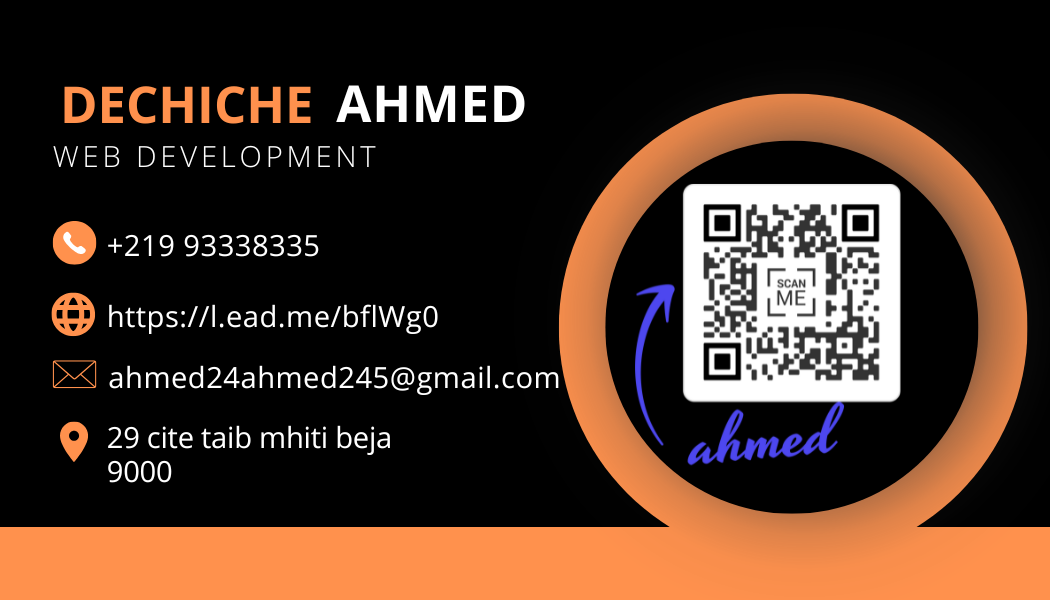 DECHICHE AHMED
WEB DEVELOPMENT
+219 93338335
https://l.ead.me/bflWg0
ahmed24ahmed245@gmail.com
29 cite taib mhiti beja
9000
SCAN
ME
ahmed